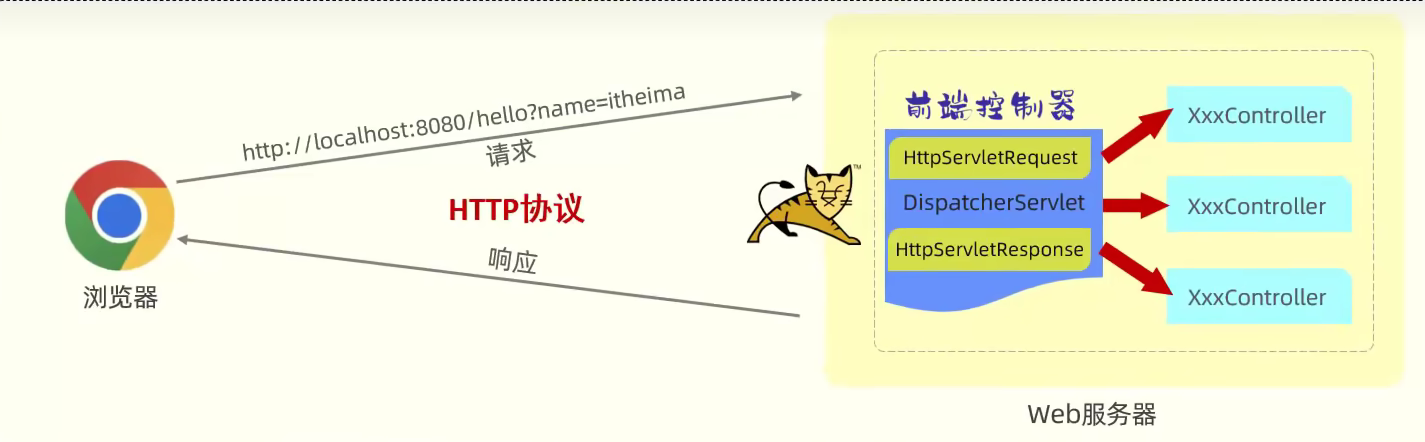 http://localhost:8080/hello?name=itheima
请求
HTTP协议
响应
浏览器
前端控制器
HttpServletRequest
DispatcherServlet
HttpServletResponse
XxxController
XxxController
XxxController
TM
Web服务器